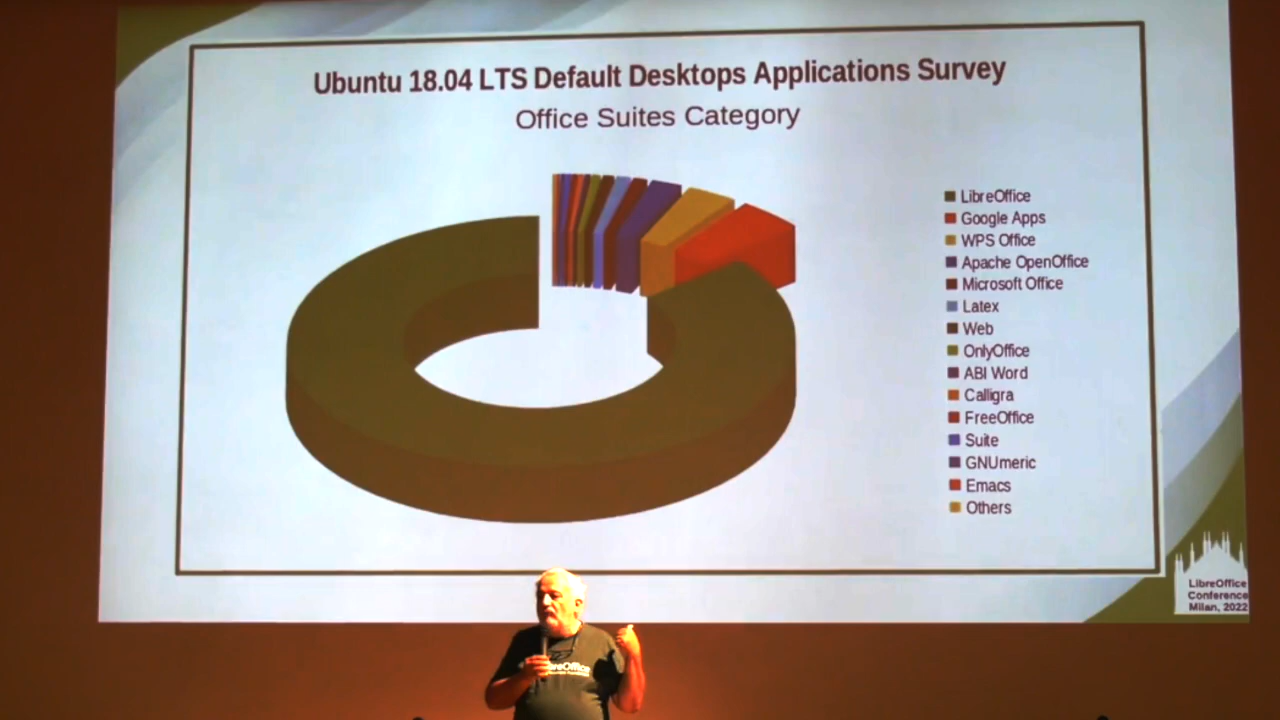 Ubuntu 18.04 LTS Default Desktops Applications Survey
Office Suites Category
LibreOffice
Google Apps
WPS Office
Apache OpenOffice
Microsoft Office
Latex
Web
OnlyOffice
ABI Word
Calligra
FreeOffice
Suite
GNUmeric
Emacs
Others
LibreOffice
Conference
Milan, 2022
breOffice